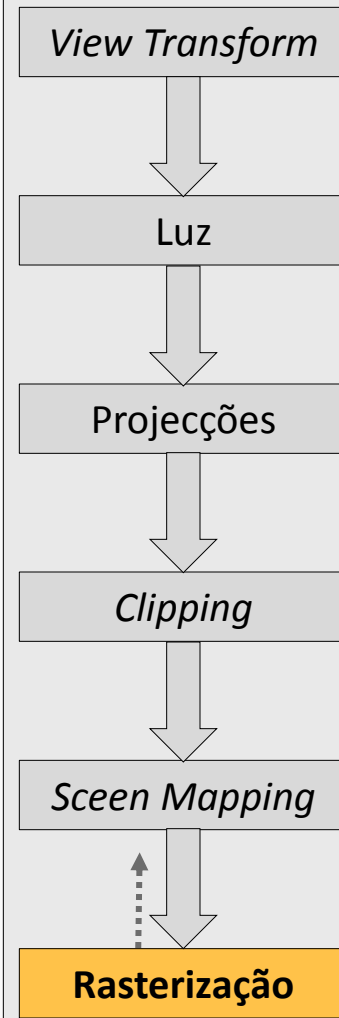 View Transform
Luz
Projecções
Clipping
Sceen Mapping
Rasterização